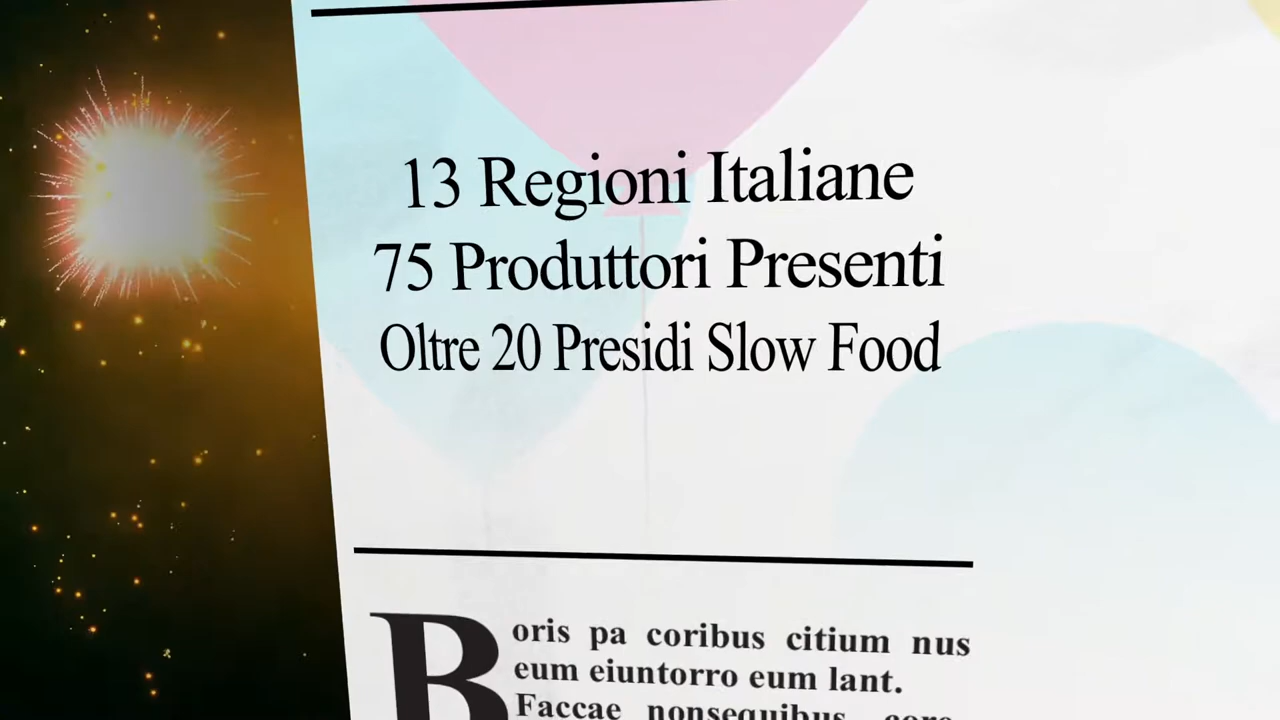 13 Regioni Italiane
75 Produttori Presenti
Oltre 20 Presidi Slow Food
Boris pa coribus citium nus
eum eiuntorro eum lant.
Faccae nonsequibus, core-